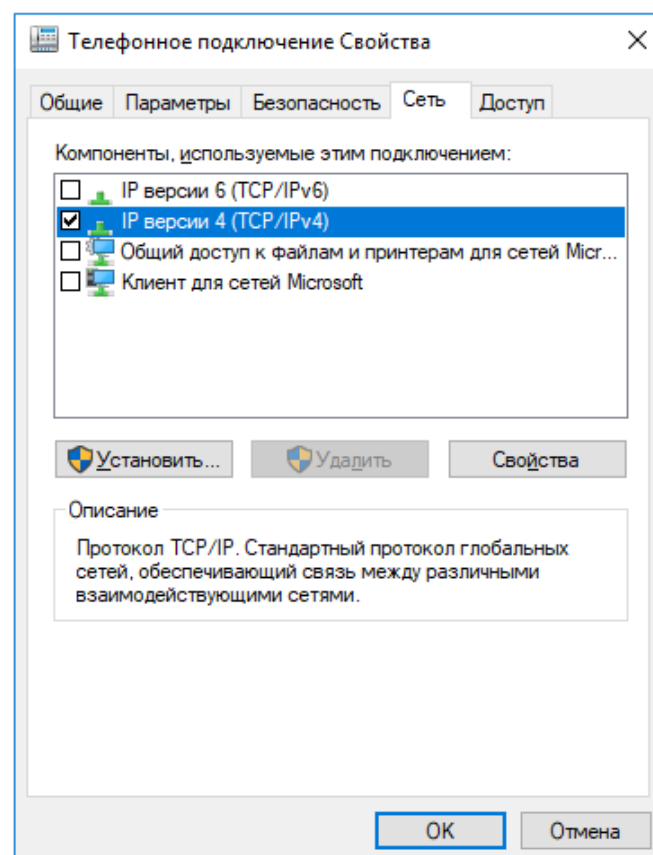 Телефонное подключение Свойства
Общие Параметры Безопасность Сеть Доступ
Компоненты, используемые этим подключением:
IP версии 6 (TCP/IPv6)
IP версии 4 (TCP/IPv4)
Общий доступ к файлам и принтерам для сетей Micr...
Клиент для сетей Microsoft
Установить... Удалить Свойства
Описание
Протокол TCP/IP. Стандартный протокол глобальных
сетей, обеспечивающий связь между различными
взаимодействующими сетями.
OK Отмена